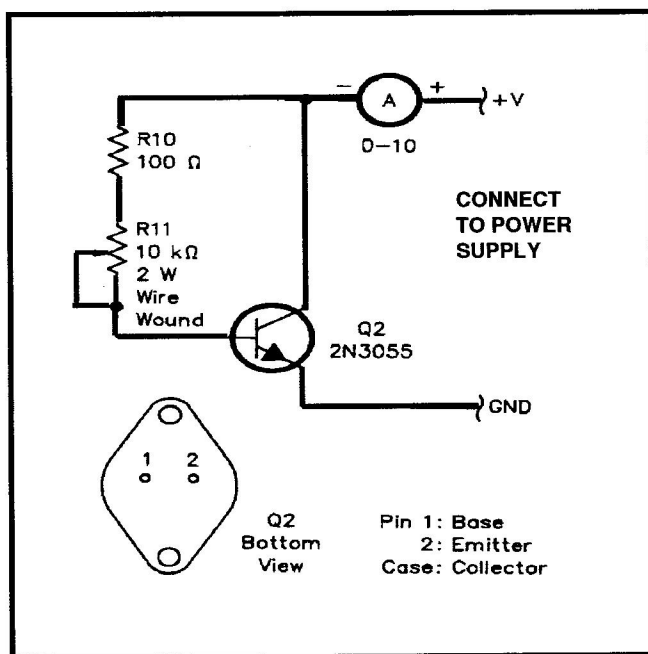 − A + +V
D-10
R10
100 Ω
R11
10 kΩ
2 W
Wire
Wound
CONNECT
TO POWER
SUPPLY
Q2
2N3055
GND
1 2
Q2
Bottom
View
Pin 1: Base
2: Emitter
Case: Collector